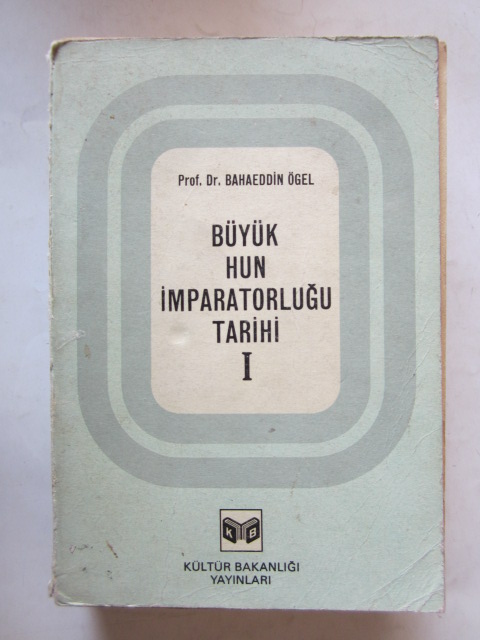 Prof. Dr. BAHAEDDİN ÖGEL
BÜYÜK
HUN
İMPARATORLUĞU
TARİHİ
I
K B
KÜLTÜR BAKANLIĞI
YAYINLARI